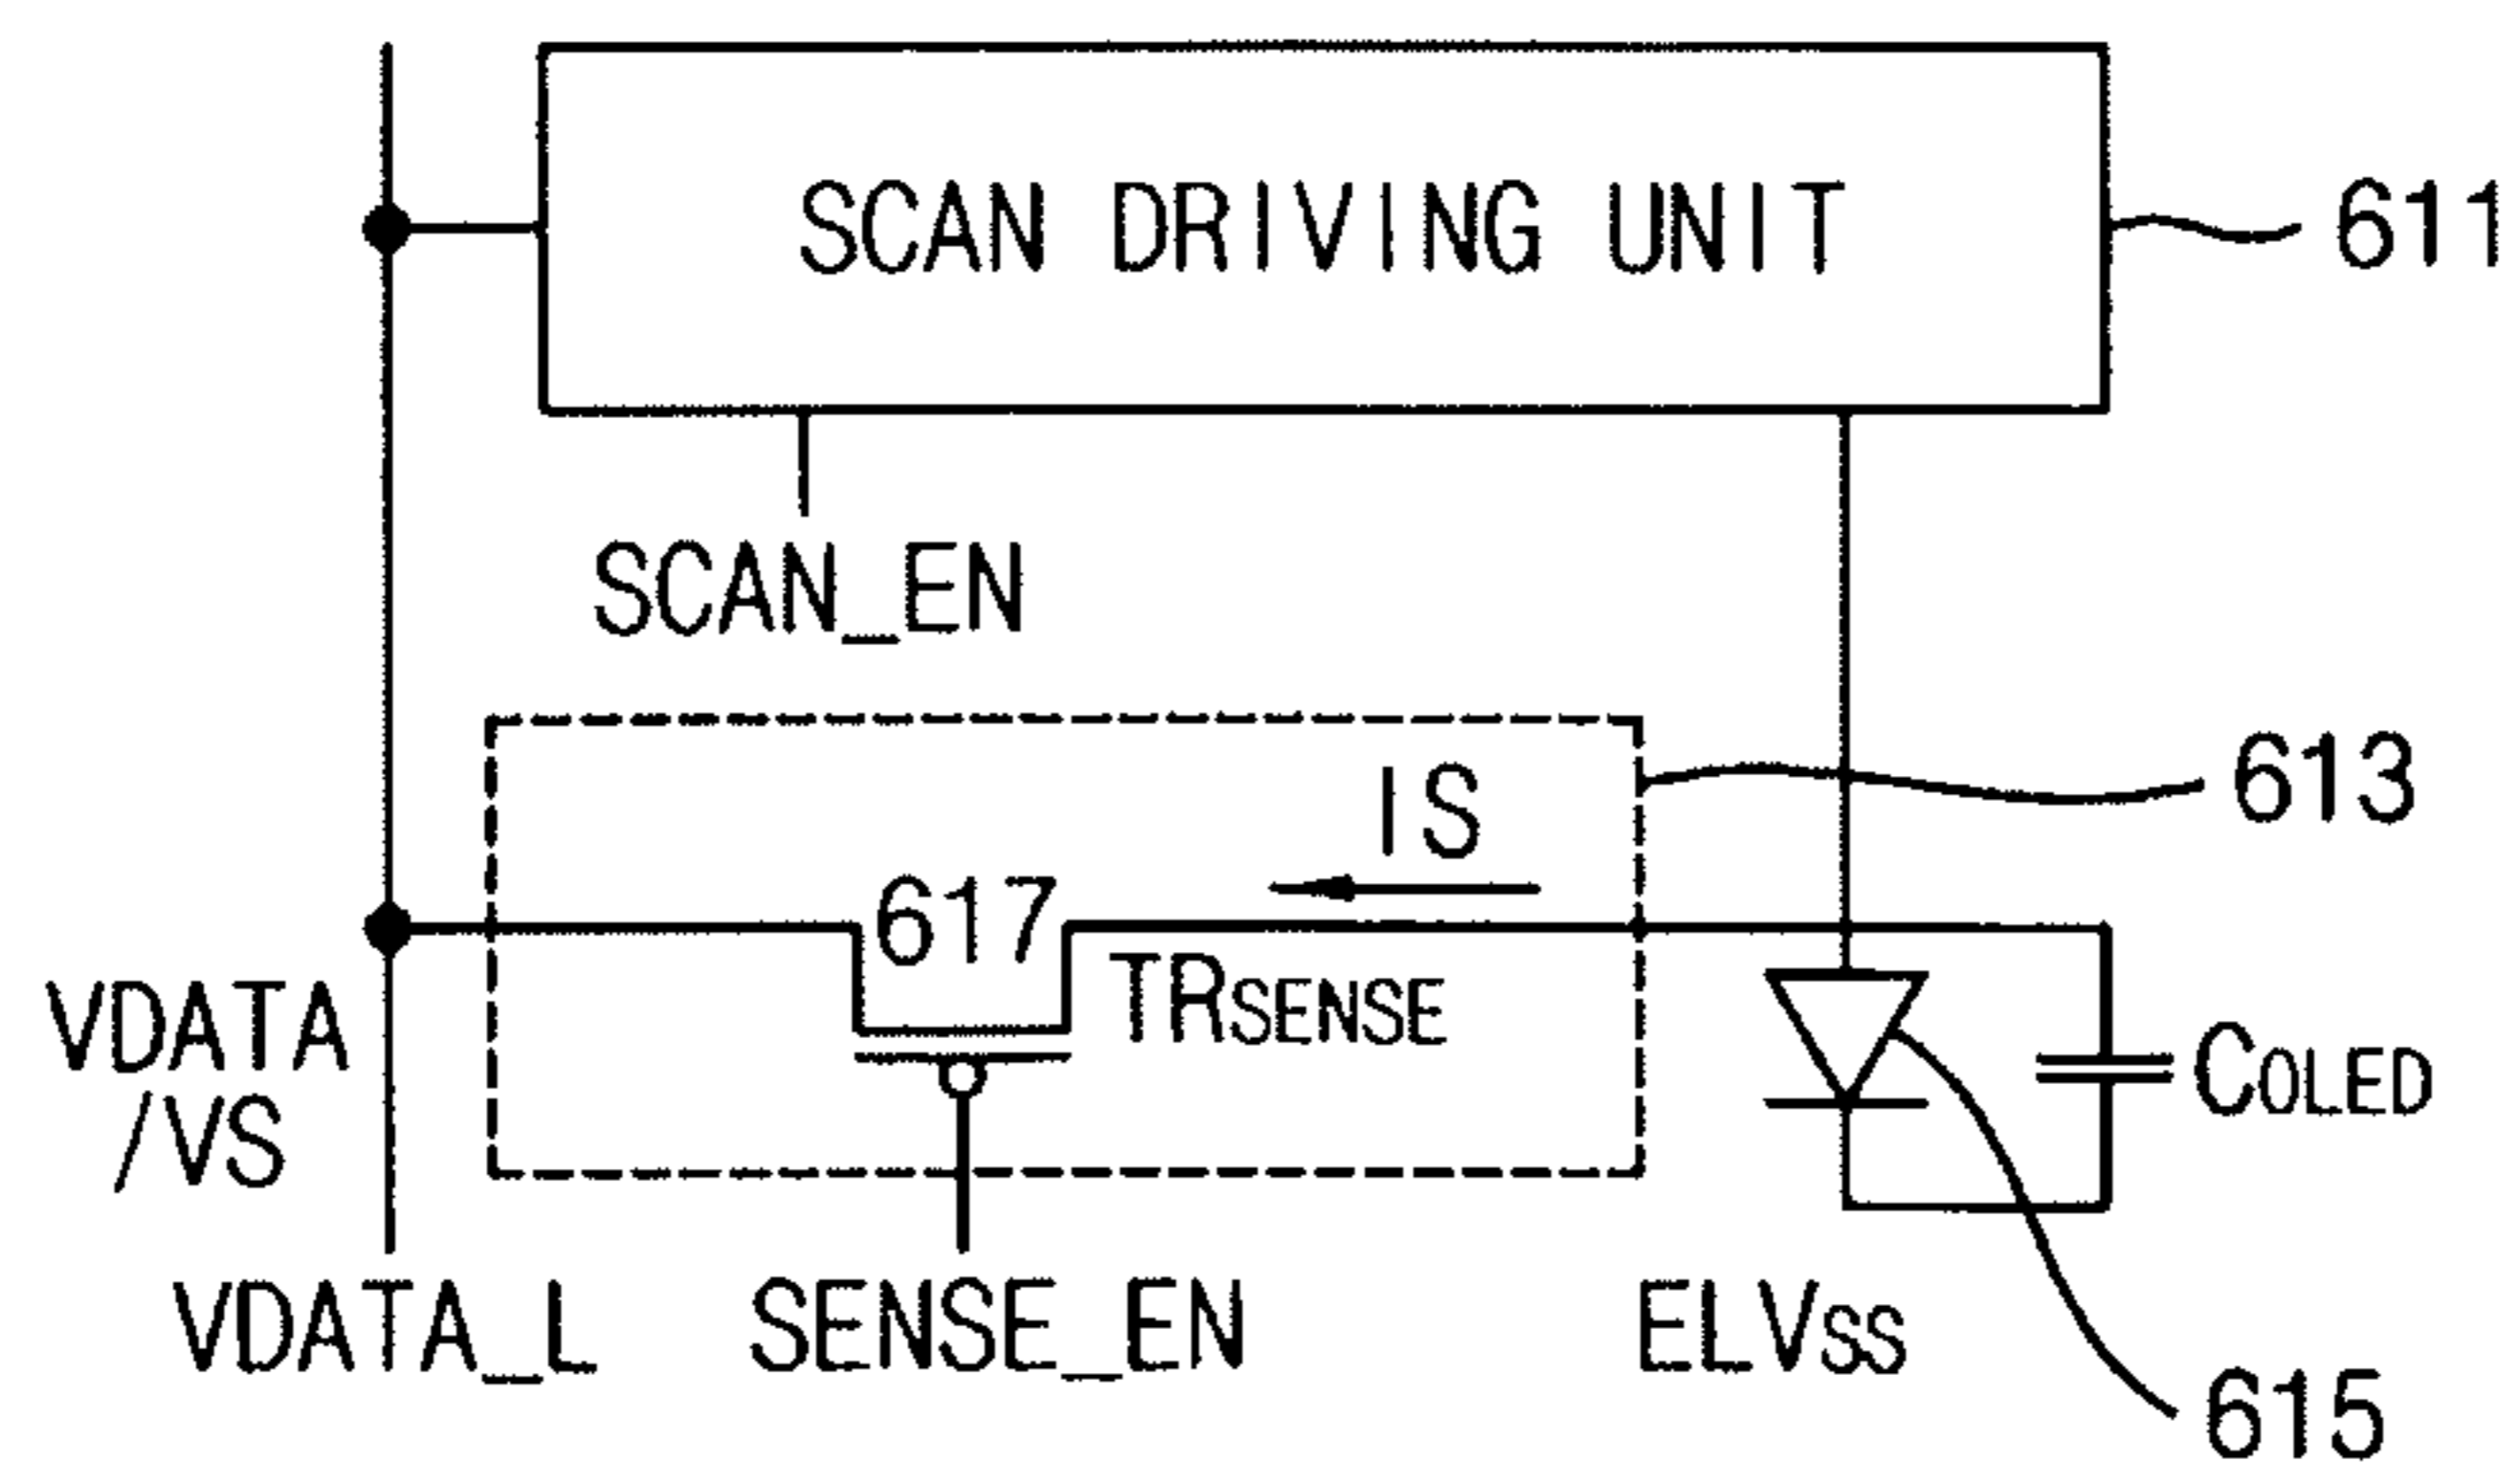 SCAN DRIVING UNIT
611
SCAN_EN
613
IS
617
TRSENSE
VDATA
/VS
COLED
VDATA_L
SENSE_EN
ELVSS
615